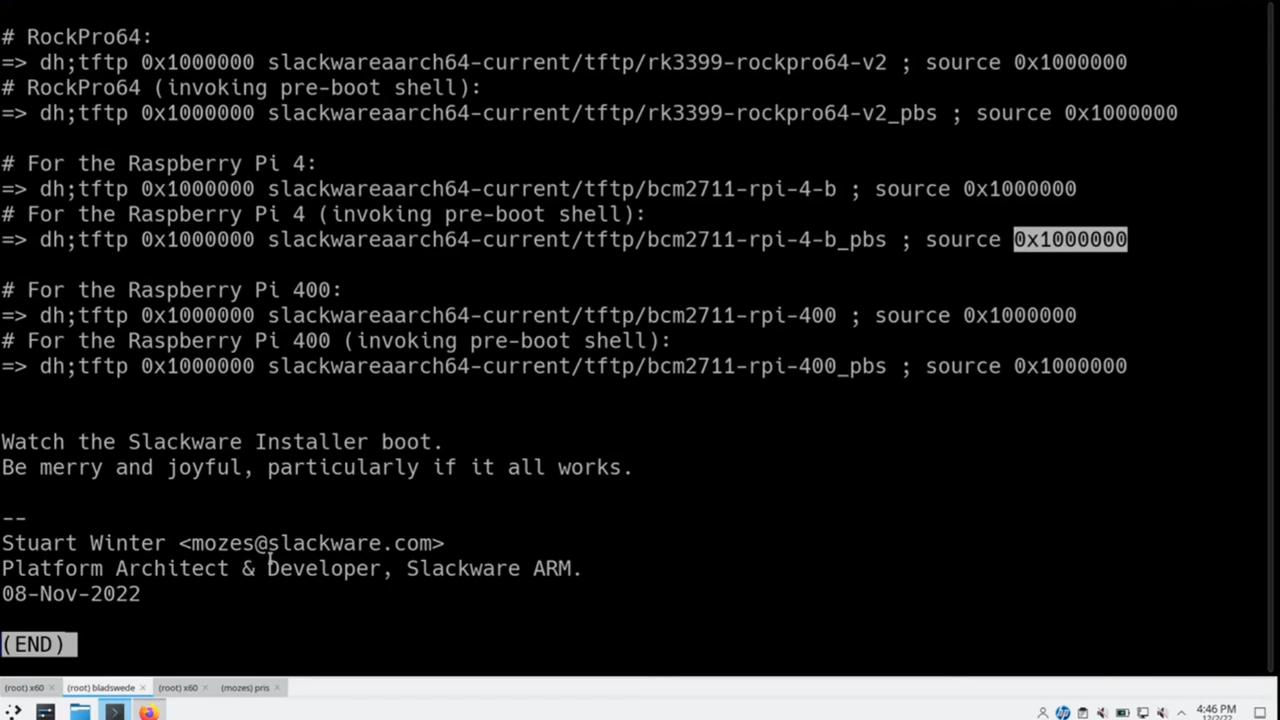 # RockPro64:
=> dh;tftp 0x1000000 slackwareaarch64-current/tftp/rk3399-rockpro64-v2 ; source 0x1000000
# RockPro64 (invoking pre-boot shell):
=> dh;tftp 0x1000000 slackwareaarch64-current/tftp/rk3399-rockpro64-v2_pbs ; source 0x1000000
# For the Raspberry Pi 4:
=> dh;tftp 0x1000000 slackwareaarch64-current/tftp/bcm2711-rpi-4-b ; source 0x1000000
# For the Raspberry Pi 4 (invoking pre-boot shell):
=> dh;tftp 0x1000000 slackwareaarch64-current/tftp/bcm2711-rpi-4-b_pbs ; source 0x1000000
# For the Raspberry Pi 400:
=> dh;tftp 0x1000000 slackwareaarch64-current/tftp/bcm2711-rpi-400 ; source 0x1000000
# For the Raspberry Pi 400 (invoking pre-boot shell):
=> dh;tftp 0x1000000 slackwareaarch64-current/tftp/bcm2711-rpi-400_pbs ; source 0x1000000
Watch the Slackware Installer boot.
Be merry and joyful, particularly if it all works.
--
Stuart Winter <mozes@slackware.com>
Platform Architect & Developer, Slackware ARM.
08-Nov-2022
(END)
(root) x60 (root) bladswede (root) x60 (mozes) pris
4:46 PM
12/2/22